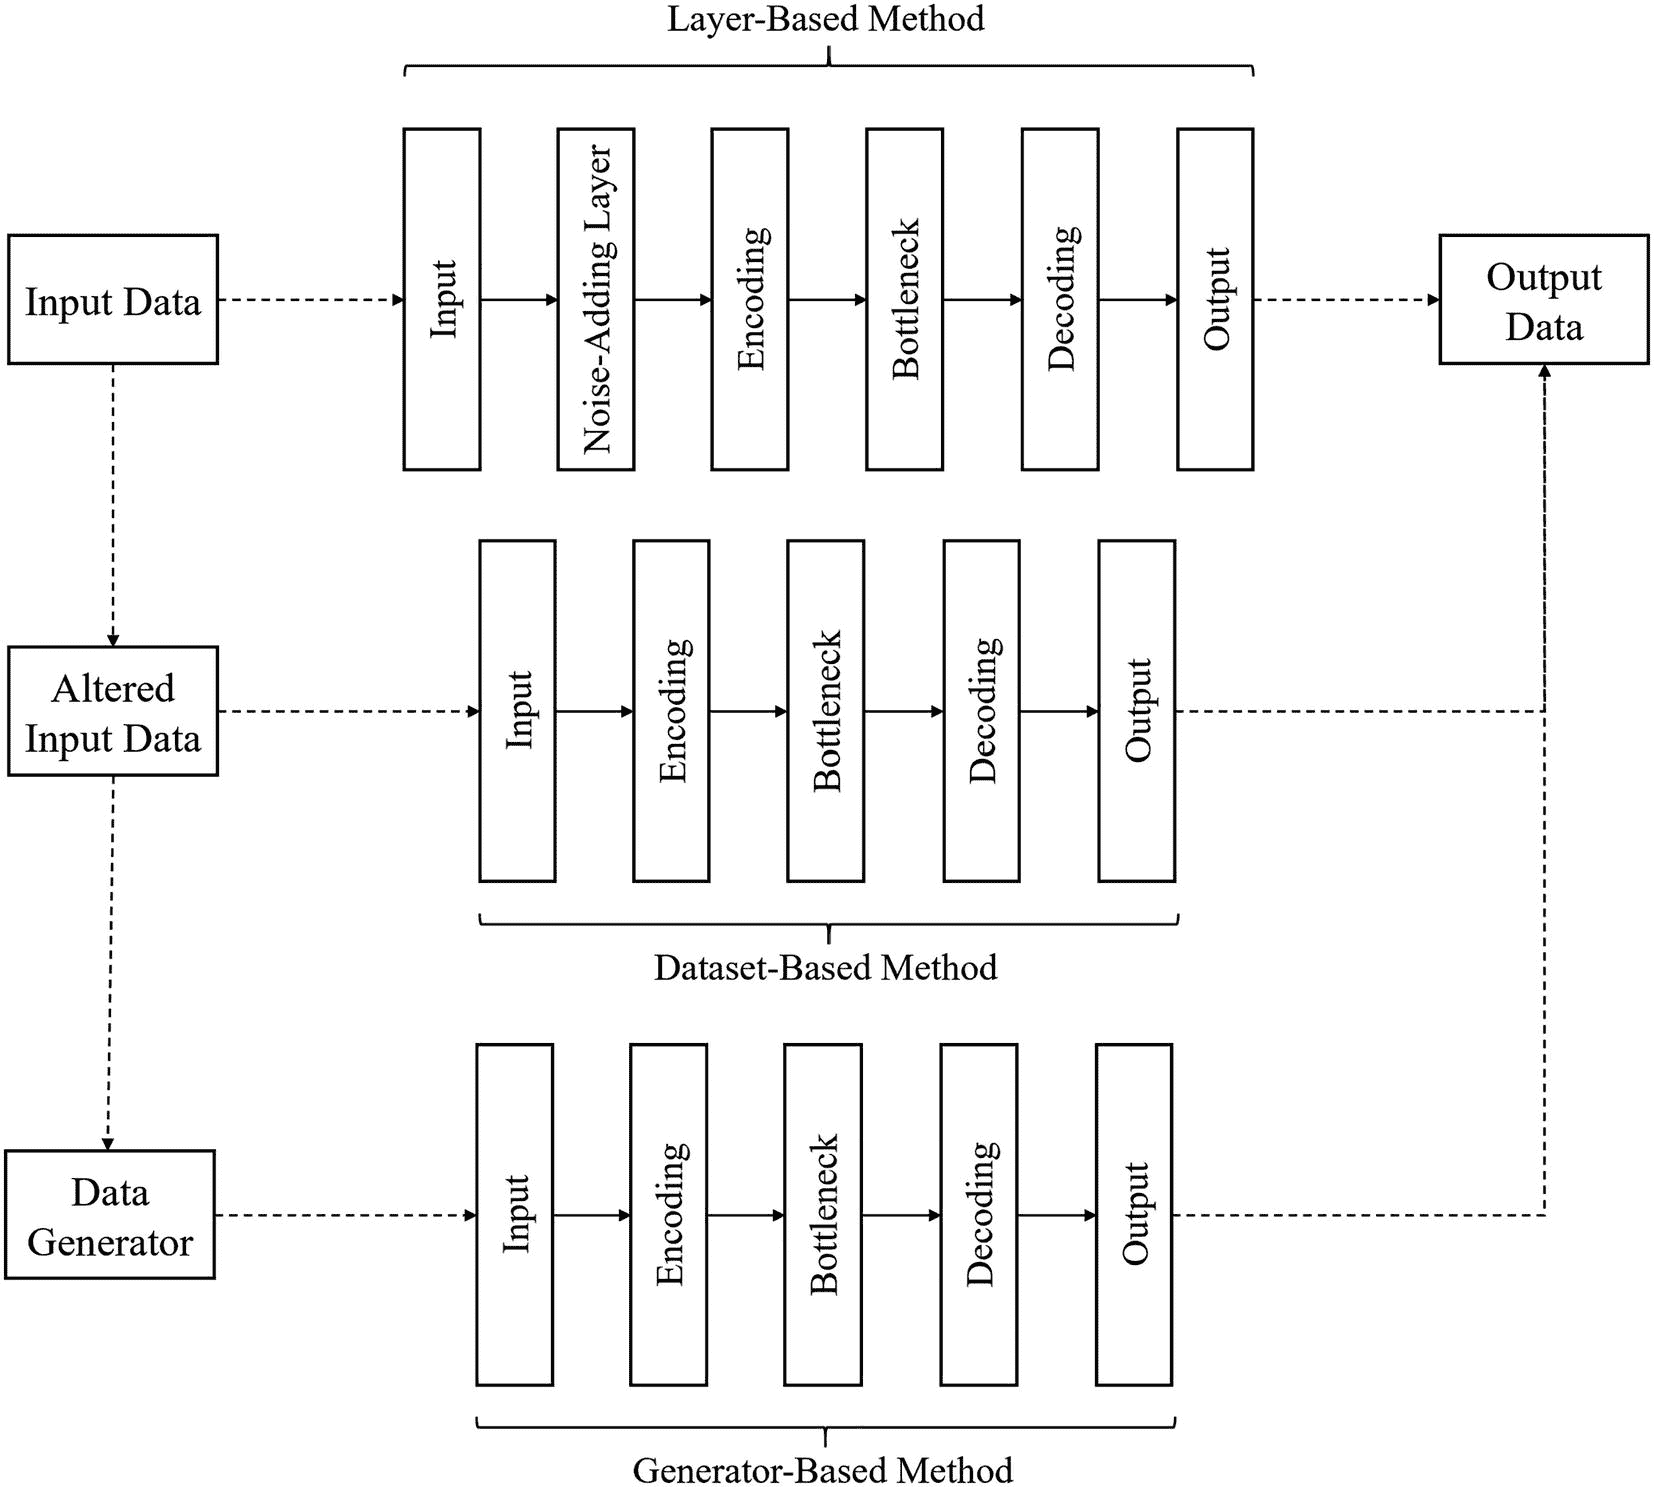 Layer-Based Method
Input Data
Input
Noise-Adding Layer
Encoding
Bottleneck
Decoding
Output
Output
Data
Altered
Input Data
Input
Encoding
Bottleneck
Decoding
Output
Dataset-Based Method
Data
Generator
Input
Encoding
Bottleneck
Decoding
Output
Generator-Based Method